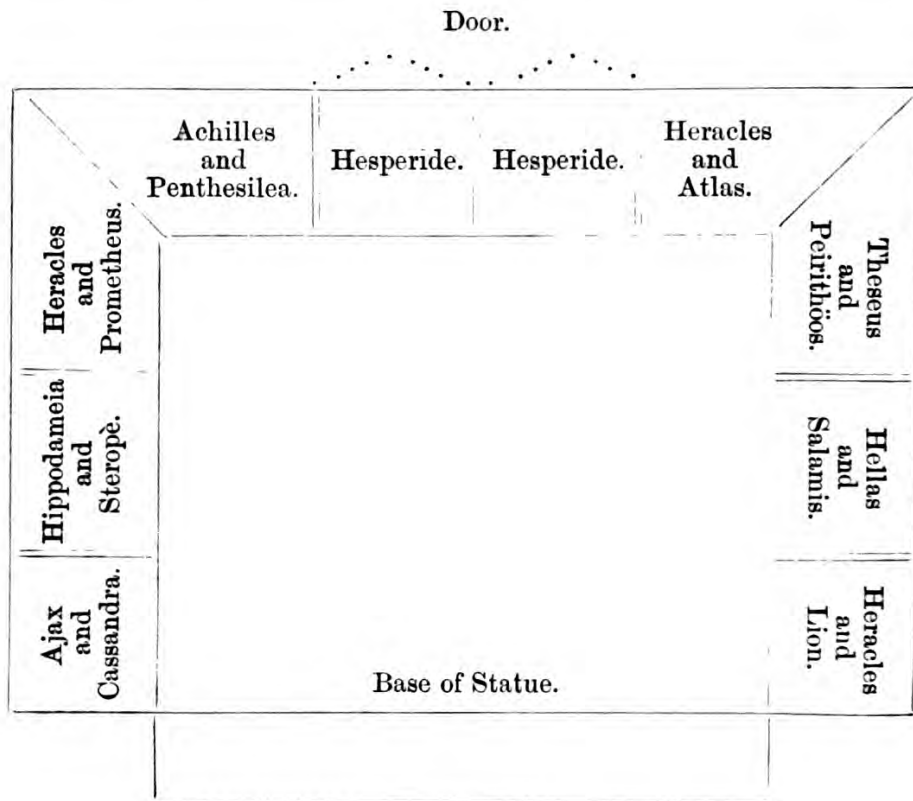 Door.
Achilles
and
Penthesilea.
Hesperide.
Hesperide.
Heracles
and
Atlas.
Heracles
and
Prometheus.
Hippodameia
and
Steropè.
Ajax
and
Cassandra.
Theseus
and
Peirithöos.
Hellas
and
Salamis.
Heracles
and
Lion.
Base of Statue.